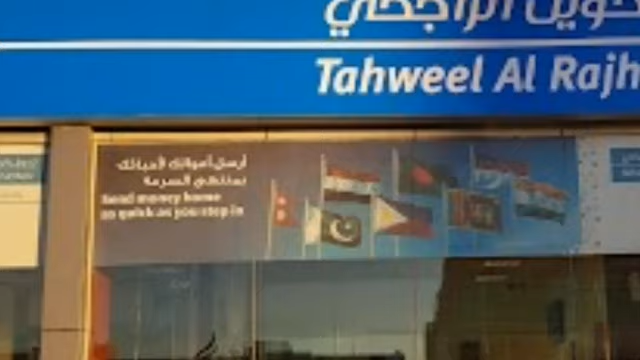 تحويل الراجحي
Tahweel Al Rajh
أرسل أموالك لأحبائك
بمنتهى السرعة
Send money home
as quick as you step in